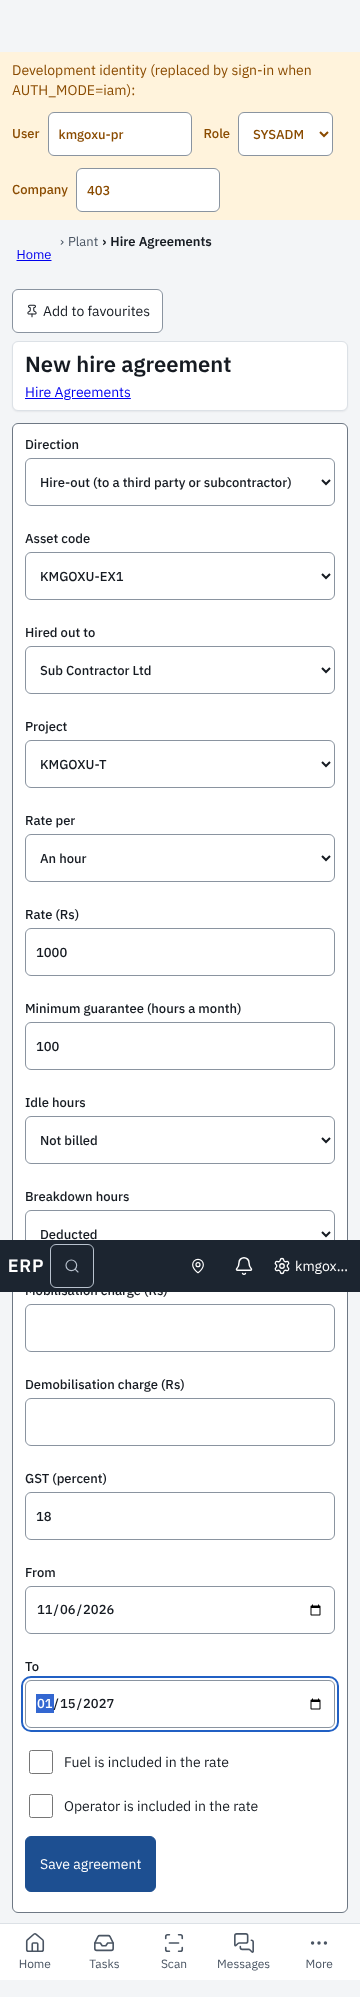 Development identity (replaced by sign-in when
AUTH_MODE=iam):
User kmgoxu-pr Role SYSADM
Company 403
Home › Plant › Hire Agreements
Add to favourites
New hire agreement
Hire Agreements
Direction
Hire-out (to a third party or subcontractor)
Asset code
KMGOXU-EX1
Hired out to
Sub Contractor Ltd
Project
KMGOXU-T
Rate per
An hour
Rate (Rs)
1000
Minimum guarantee (hours a month)
100
Idle hours
Not billed
Breakdown hours
Deducted
ERP kmgox...
Mobilisation charge (Rs)
Demobilisation charge (Rs)
GST (percent)
18
From
11/06/2026
To
01/15/2027
Fuel is included in the rate
Operator is included in the rate
Save agreement
Home Tasks Scan Messages More